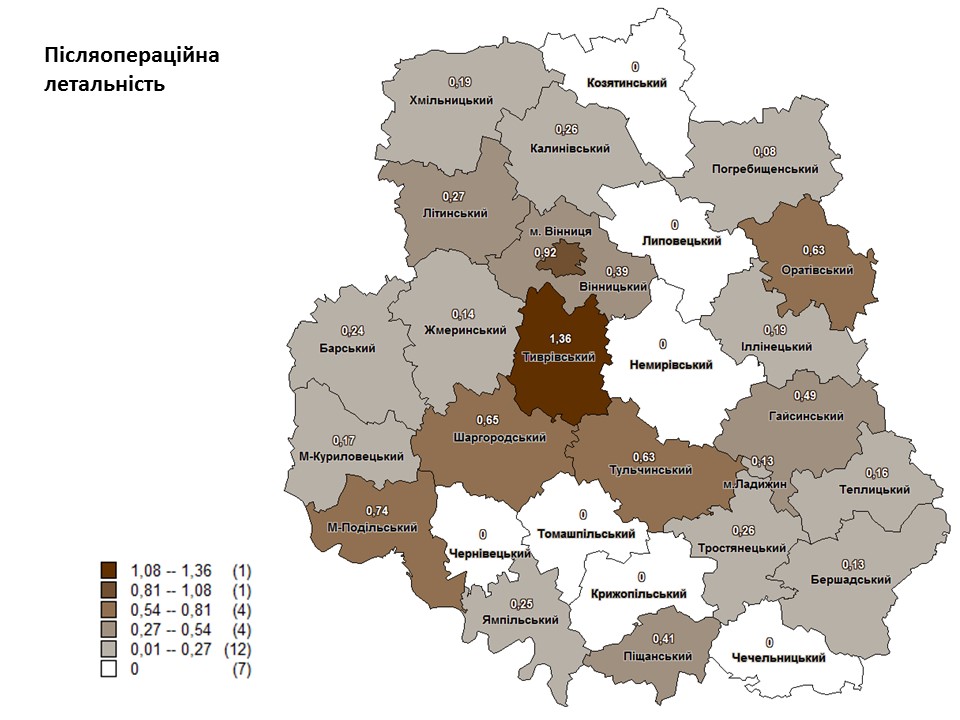 Післяопераційна
летальність
0
Козятинський
0,19
Хмільницький
0,26
Калинівський
0,08
Погребищенський
0,27
Літинський
0
Липовецький
м. Вінниця
0,92
0,39
Вінницький
0,63
Оратівський
0,14
Жмеринський
0,24
Барський
1,36
Тиврівський
0
Немирівський
0,19
Іллінецький
0,49
Гайсинський
0,65
Шаргородський
0,17
М-Куриловецький
0,63
Тульчинський
0,13
м.Ладижин
0,16
Теплицький
0,74
М-Подільський
0
Чернівецький
0
Томашпільський
0,26
Тростянецький
0,13
Бершадський
0
Крижопільський
0,25
Ямпільський
0,41
Піщанський
0
Чечельницький
1,08 -- 1,36 (1)
0,81 -- 1,08 (1)
0,54 -- 0,81 (4)
0,27 -- 0,54 (4)
0,01 -- 0,27 (12)
0 (7)